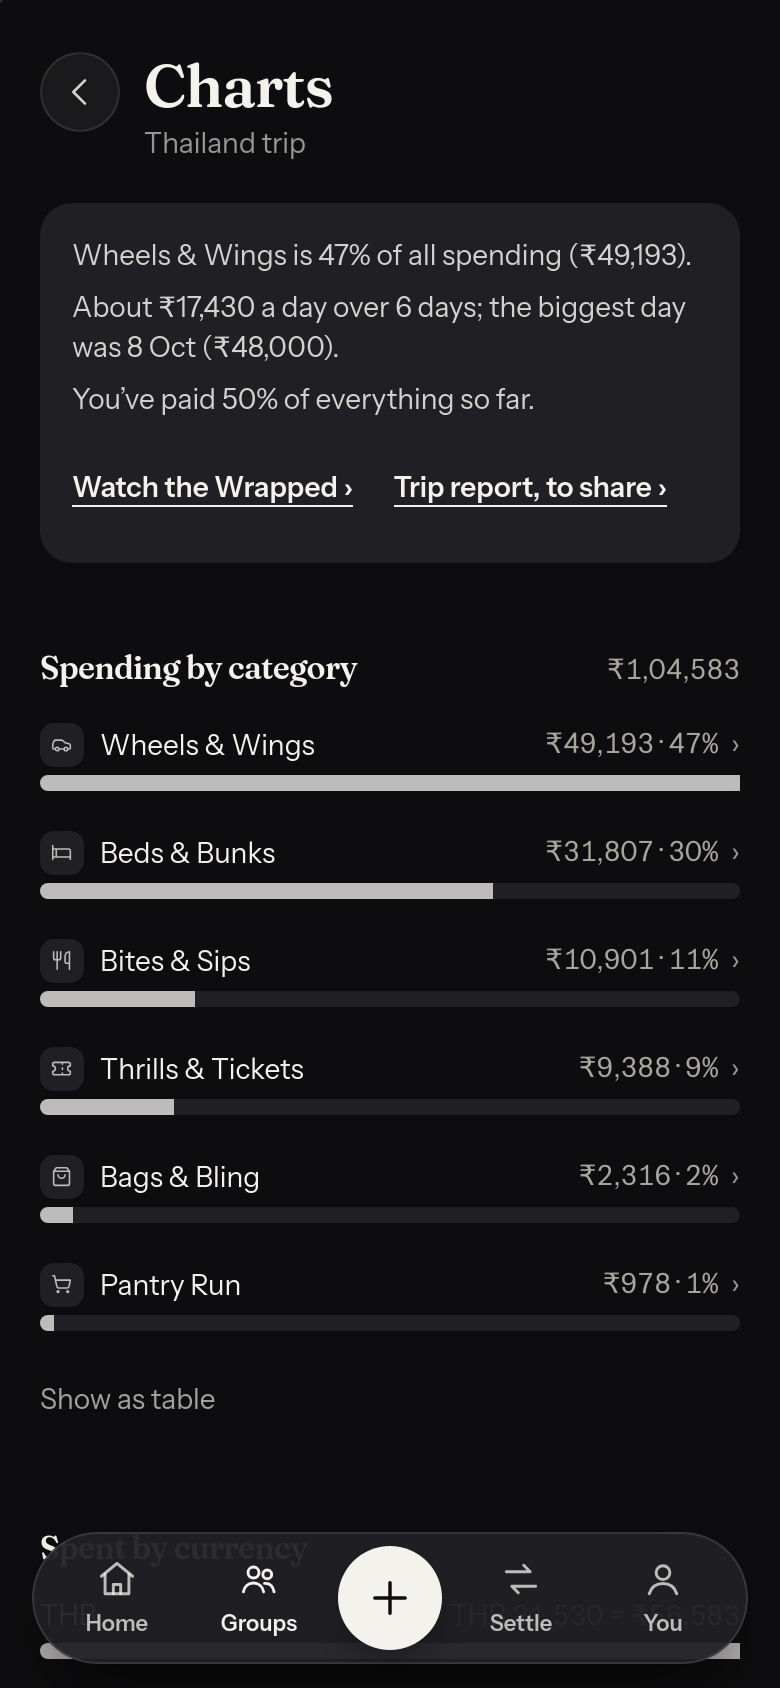 Charts
Thailand trip
Wheels & Wings is 47% of all spending (₹49,193).
About ₹17,430 a day over 6 days; the biggest day
was 8 Oct (₹48,000).
You’ve paid 50% of everything so far.
Watch the Wrapped › Trip report, to share ›
Spending by category ₹1,04,583
Wheels & Wings ₹49,193·47% ›
Beds & Bunks ₹31,807·30% ›
Bites & Sips ₹10,901·11% ›
Thrills & Tickets ₹9,388·9% ›
Bags & Bling ₹2,316·2% ›
Pantry Run ₹978·1% ›
Show as table
Spent by currency
THB
Home Groups Settle You